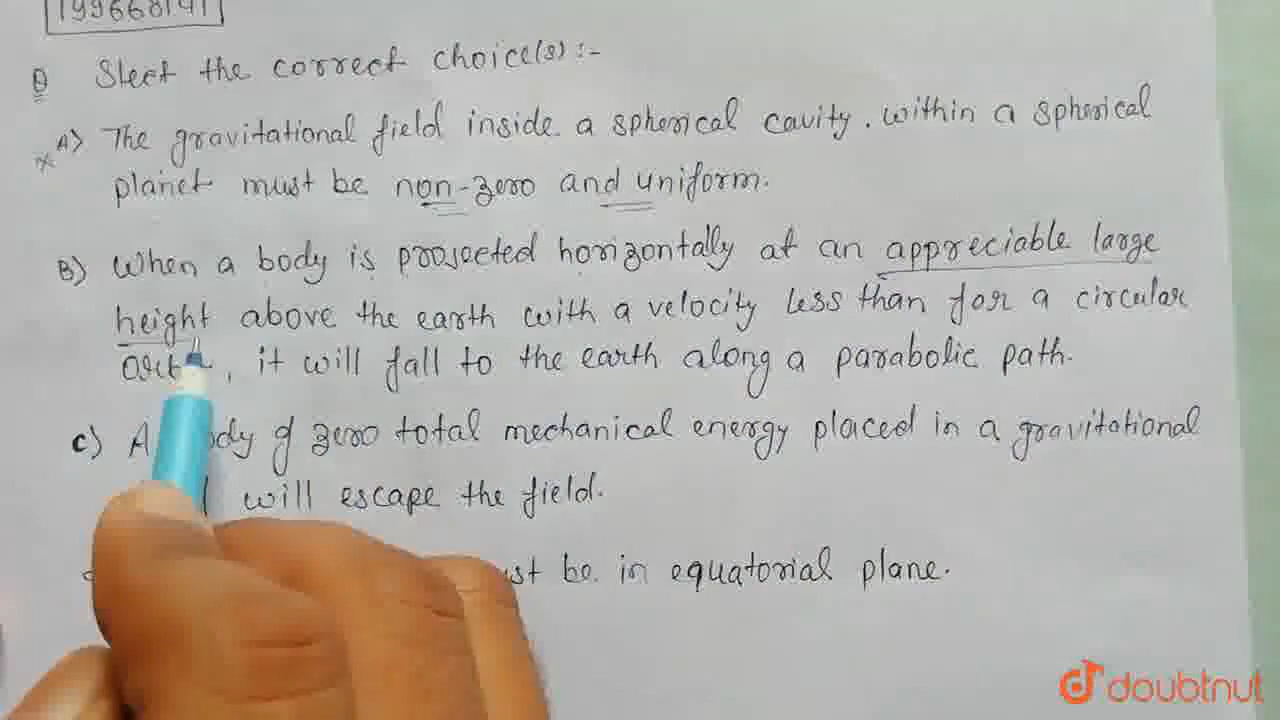 199668141
Q Slect the correct choice(s) :-
A) The gravitational field inside a spherical cavity. within a spherical
planet must be non-zero and uniform.
B) When a body is projected horizontally at an appreciable large
height above the earth with a velocity less than for a circular
it will fall to the earth along a parabolic path.
C) A body of zero total mechanical energy placed in a gravitational
will escape the field.
be in equatorial plane.
doubtnut